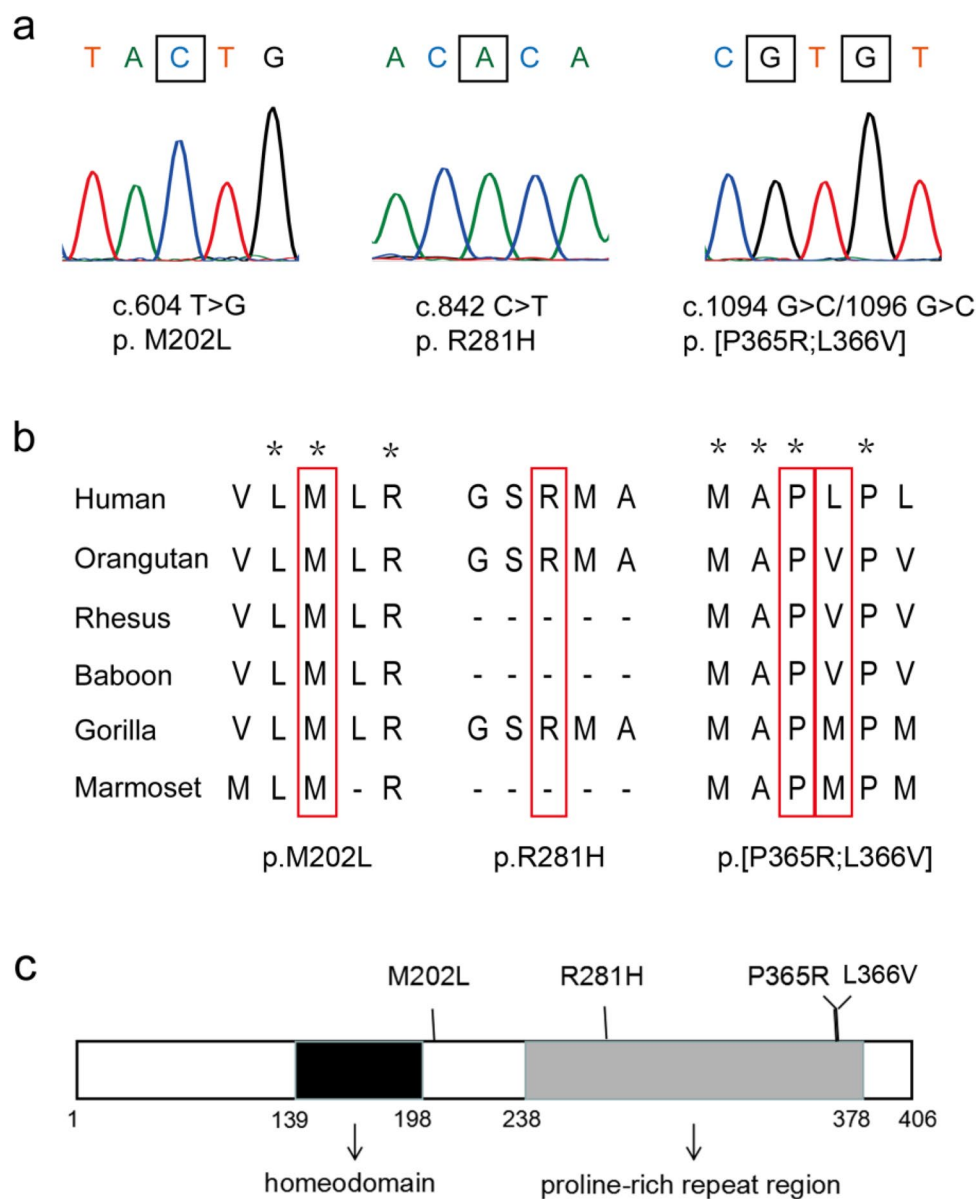 a
T A C T G A C A C A C G T G T
c.604 T>G c.842 C>T c.1094 G>C/1096 G>C
p. M202L p. R281H p. [P365R;L366V]
b
* * * * * * *
Human V L M L R G S R M A M A P L P L
Orangutan V L M L R G S R M A M A P V P V
Rhesus V L M L R - - - - - M A P V P V
Baboon V L M L R - - - - - M A P V P V
Gorilla V L M L R G S R M A M A P M P M
Marmoset M L M - R - - - - - M A P M P M
p.M202L p.R281H p.[P365R;L366V]
c
M202L R281H P365R L366V
1 139 198 238 378 406
homeodomain proline-rich repeat region